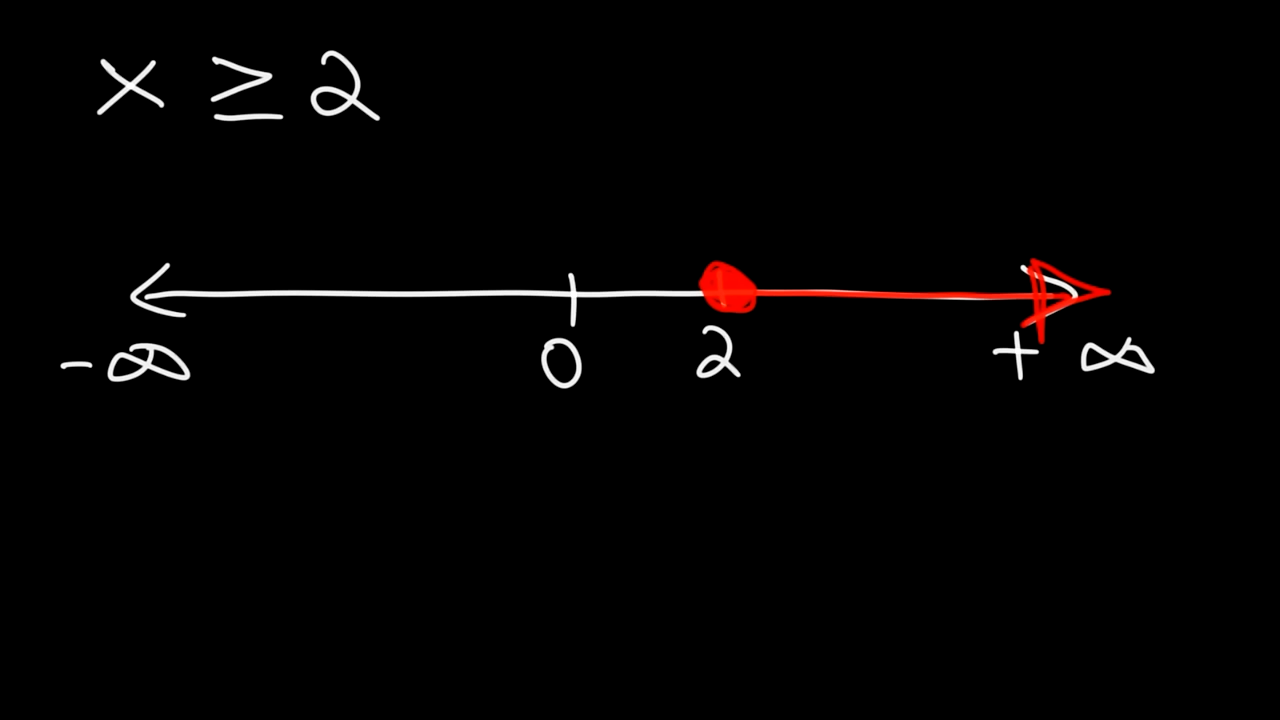 x ≥ 2
-∞ 0 2 + ∞